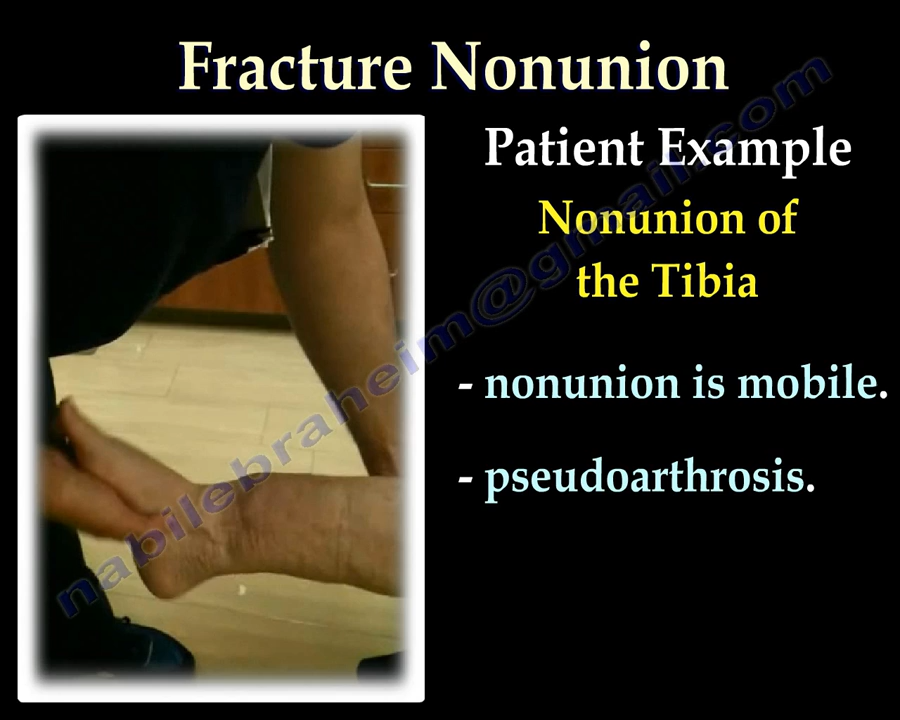 Fracture Nonunion
Patient Example
Nonunion of
the Tibia
- nonunion is mobile.
- pseudoarthrosis.
nabilebraheim@gmail.com